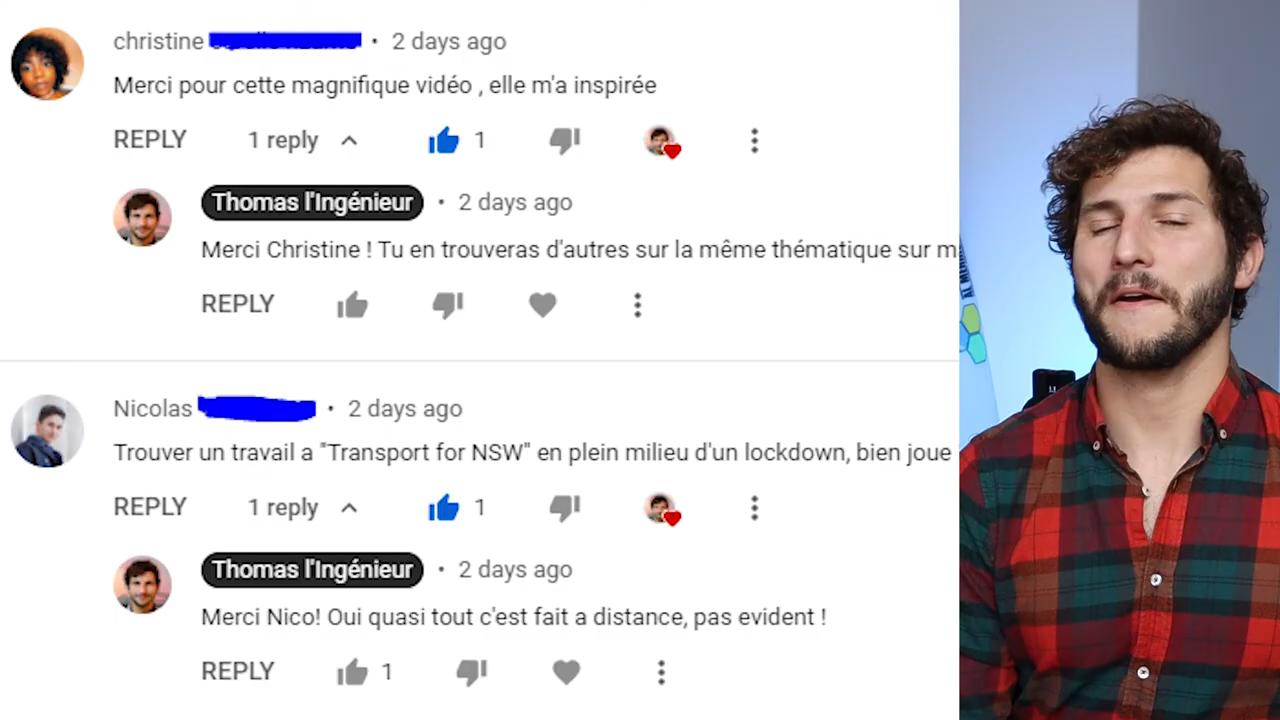 christine • 2 days ago
Merci pour cette magnifique vidéo , elle m'a inspirée
REPLY 1 reply 1
Thomas l'Ingénieur • 2 days ago
Merci Christine ! Tu en trouveras d'autres sur la même thématique sur m
REPLY
Nicolas • 2 days ago
Trouver un travail a "Transport for NSW" en plein milieu d'un lockdown, bien joue
REPLY 1 reply 1
Thomas l'Ingénieur • 2 days ago
Merci Nico! Oui quasi tout c'est fait a distance, pas evident !
REPLY 1